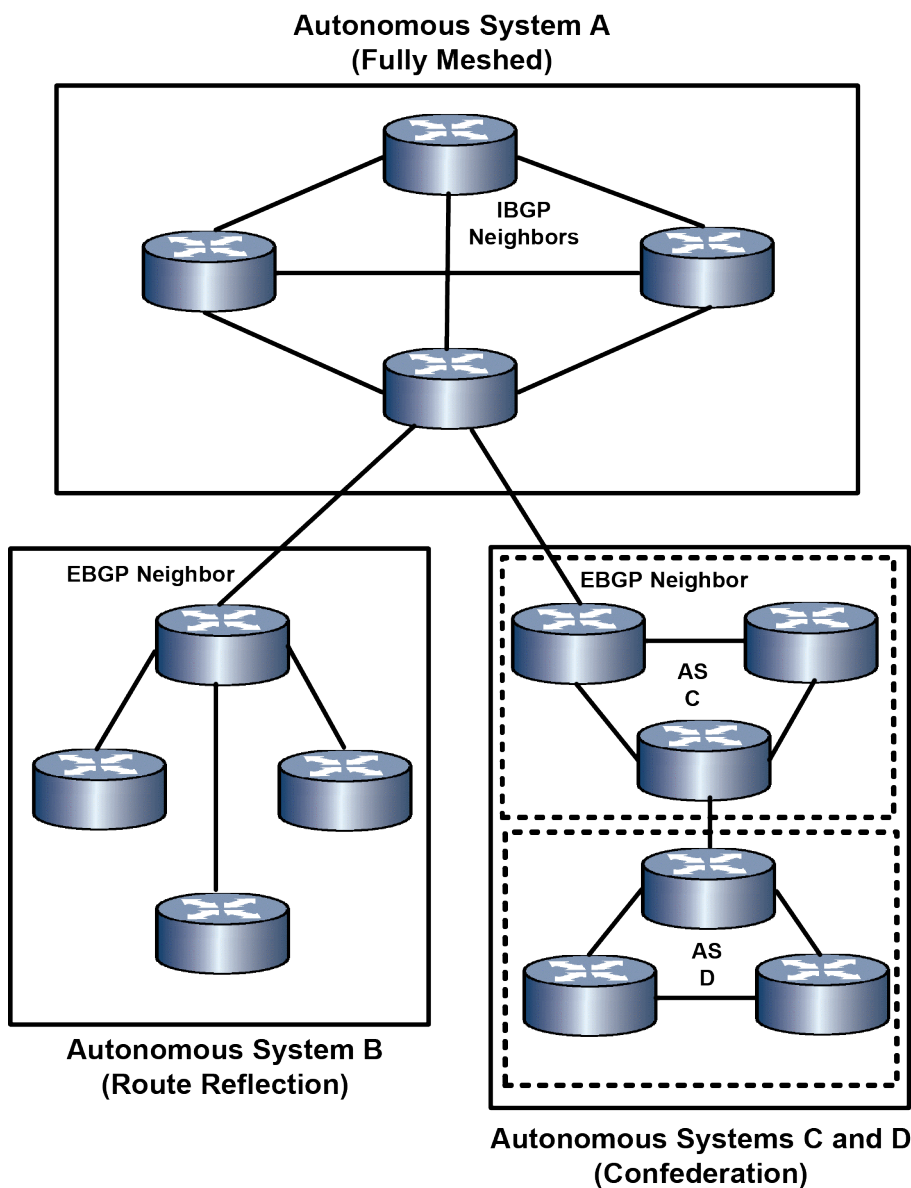 Autonomous System A
(Fully Meshed)
IBGP
Neighbors
EBGP Neighbor
EBGP Neighbor
AS
C
AS
D
Autonomous System B
(Route Reflection)
Autonomous Systems C and D
(Confederation)